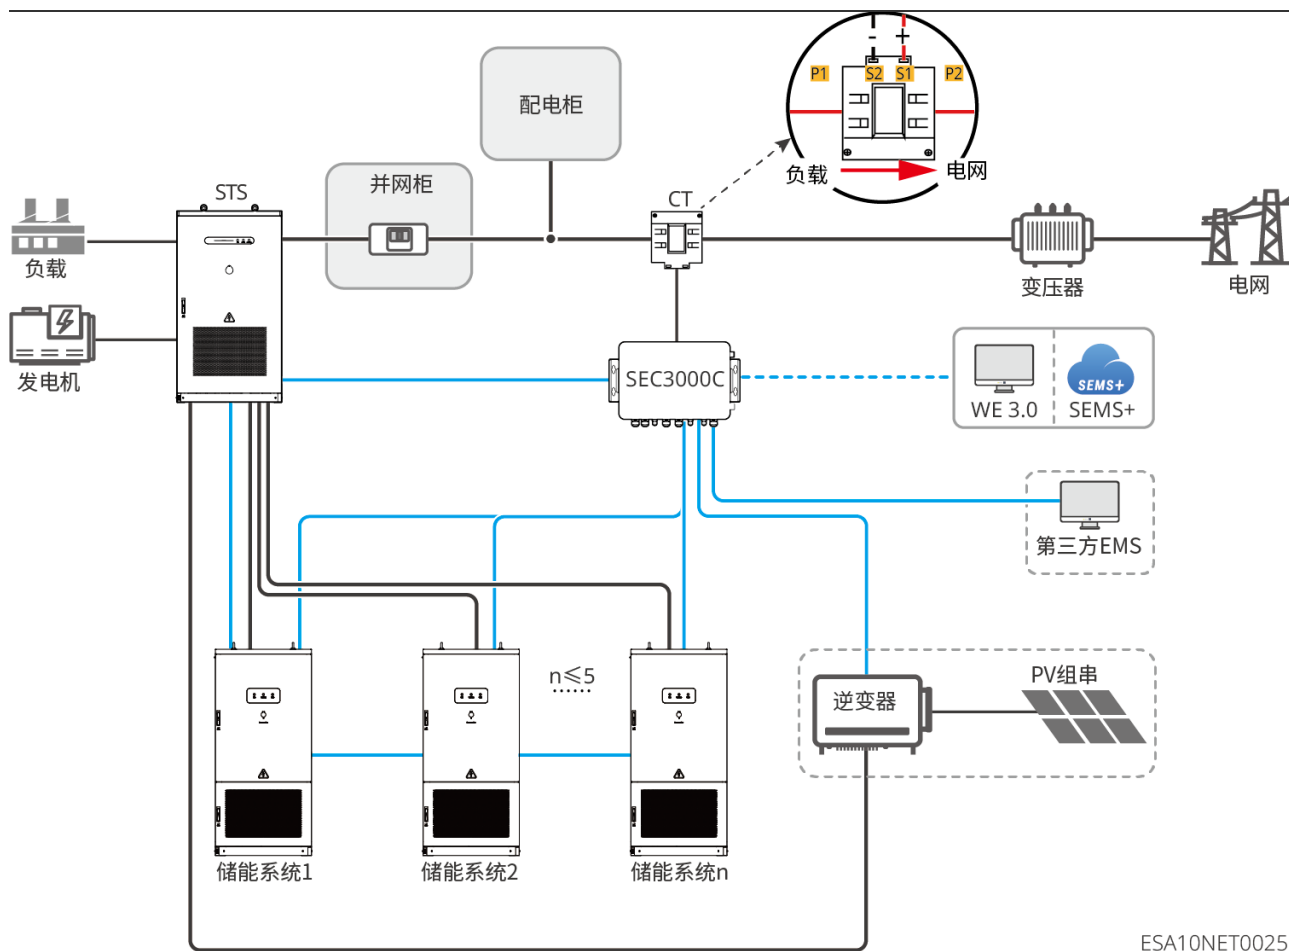 - +
P1 S2 S1 P2
负载 电网
配电柜
并网柜
STS
CT
负载
变压器
电网
发电机
SEC3000C
SEMS+
WE 3.0 SEMS+
第三方EMS
n≤5
......
PV组串
逆变器
储能系统1
储能系统2
储能系统n
ESA10NET0025